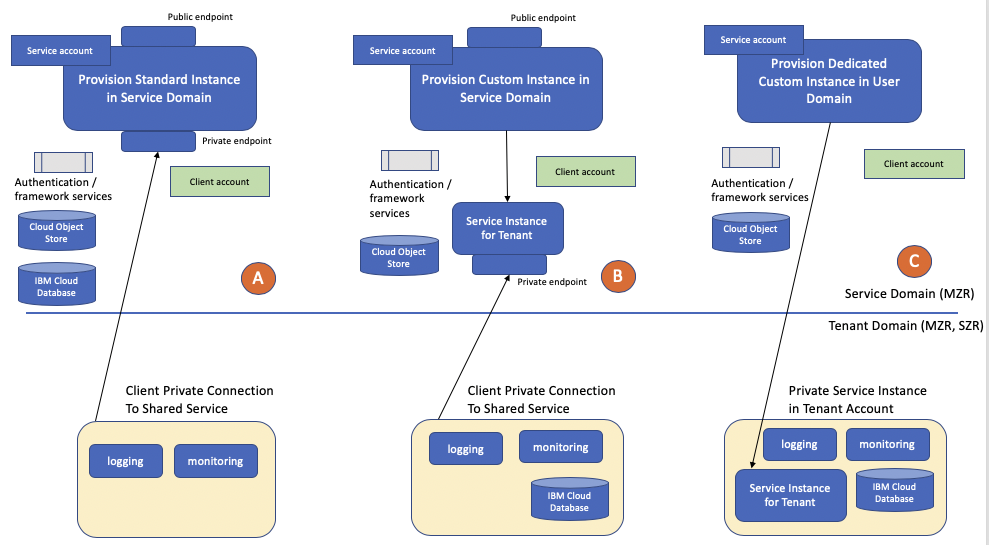 Public endpoint
Service account
Provision Standard Instance
in Service Domain
Private endpoint
Authentication /
framework services
Client account
Cloud Object
Store
IBM Cloud
Database
A
Client Private Connection
To Shared Service
logging
monitoring
Public endpoint
Service account
Provision Custom Instance in
Service Domain
Authentication /
framework
services
Client account
Service Instance
for Tenant
Cloud Object
Store
Private endpoint
B
Client Private Connection
To Shared Service
logging
monitoring
IBM Cloud
Database
Service account
Provision Dedicated
Custom Instance in User
Domain
Authentication /
framework services
Client account
Cloud Object
Store
C
Service Domain (MZR)
Tenant Domain (MZR, SZR)
Private Service Instance
in Tenant Account
logging
monitoring
Service Instance
for Tenant
IBM Cloud
Database